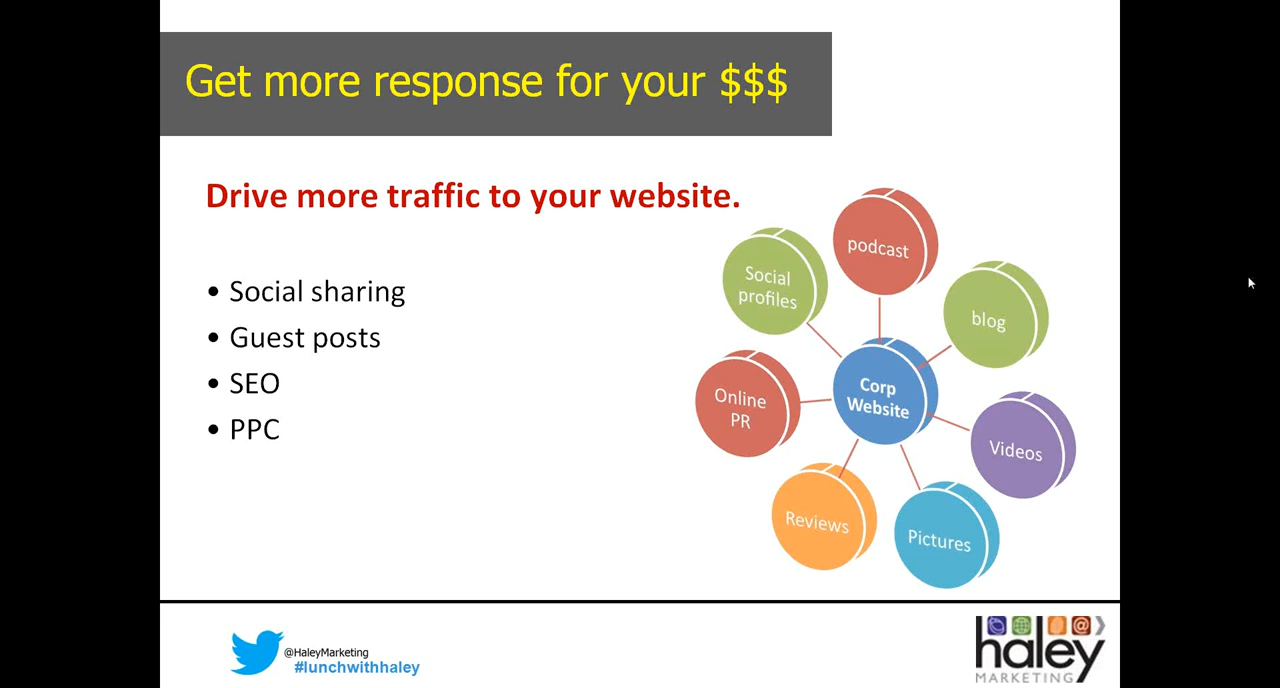 Get more response for your $$$
Drive more traffic to your website.
• Social sharing
• Guest posts
• SEO
• PPC
podcast
Social
profiles
blog
Corp
Website
Online
PR
Videos
Reviews
Pictures
@HaleyMarketing
#lunchwithhaley
@
haley
MARKETING